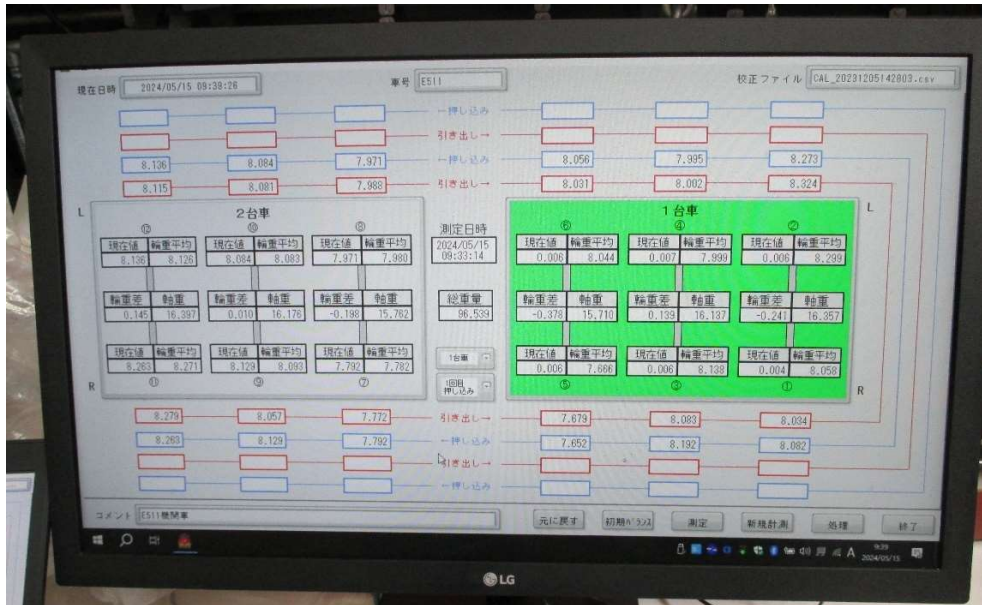 現在日時 2024/05/15 09:39:26 車号 E511 校正ファイル CAL_20231205142803.csv
←押し込み
引き出し→
8.136 8.084 7.971 ←押し込み 8.056 7.995 8.273
8.115 8.081 7.988 引き出し→ 8.031 8.002 8.324
L 2台車 測定日時 1台車 L
⑫ ⑩ ⑧ 2024/05/15 ⑥ ④ ②
現在値 輪重平均 現在値 輪重平均 現在値 輪重平均 09:33:14 現在値 輪重平均 現在値 輪重平均 現在値 輪重平均
8.136 8.126 8.084 8.083 7.971 7.980 0.006 8.044 0.007 7.999 0.006 8.299
輪重差 軸重 輪重差 軸重 輪重差 軸重 総重量 輪重差 軸重 輪重差 軸重 輪重差 軸重
0.145 16.397 0.010 16.176 -0.198 15.762 96.539 -0.378 15.710 0.139 16.137 -0.241 16.357
現在値 輪重平均 現在値 輪重平均 現在値 輪重平均 1台車 現在値 輪重平均 現在値 輪重平均 現在値 輪重平均
8.263 8.271 8.129 8.093 7.792 7.782 0.006 7.666 0.006 8.138 0.004 8.058
R ⑪ ⑨ ⑦ 1回目 ⑤ ③ ① R
押し込み
8.279 8.057 7.772 引き出し→ 7.679 8.083 8.034
8.263 8.129 7.792 ←押し込み 7.652 8.192 8.082
引き出し→
←押し込み
コメント E511機関車 元に戻す 初期バランス 測定 新規計測 処理 終了
A 9:39
2024/05/15
LG